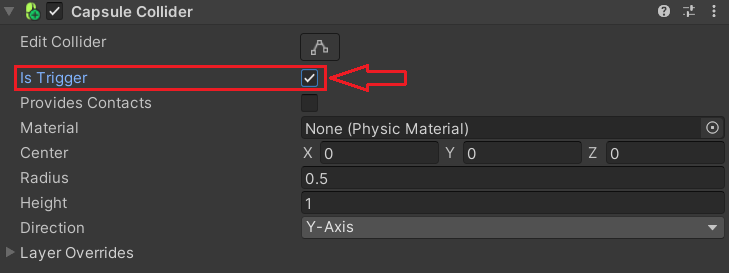 Capsule Collider
Edit Collider
Is Trigger
Provides Contacts
Material None (Physic Material)
Center X 0 Y 0 Z 0
Radius 0.5
Height 1
Direction Y-Axis
Layer Overrides